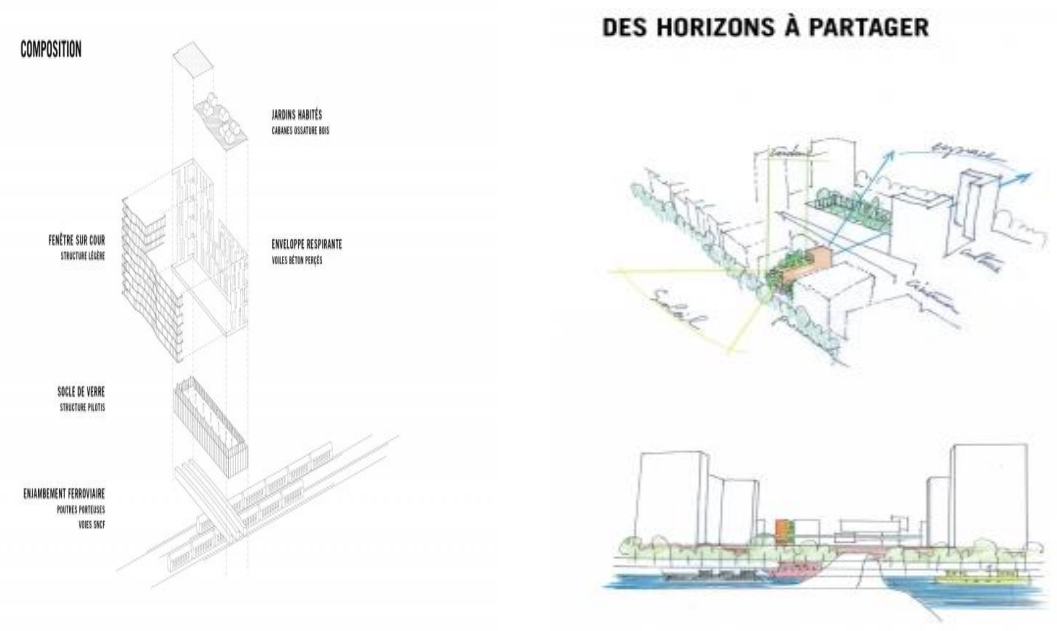 COMPOSITION
JARDINS HABITÉS
CABANES OSSATURE BOIS
FENÊTRE SUR COUR
STRUCTURE LÉGÈRE
ENVELOPPE RESPIRANTE
VOILES BÉTON PERÇÉS
SOCLE DE VERRE
STRUCTURE PILOTIS
ENJAMBEMENT FERROVIAIRE
POUTRES PORTEUSES
VOIES SNCF
DES HORIZONS À PARTAGER
Soleil